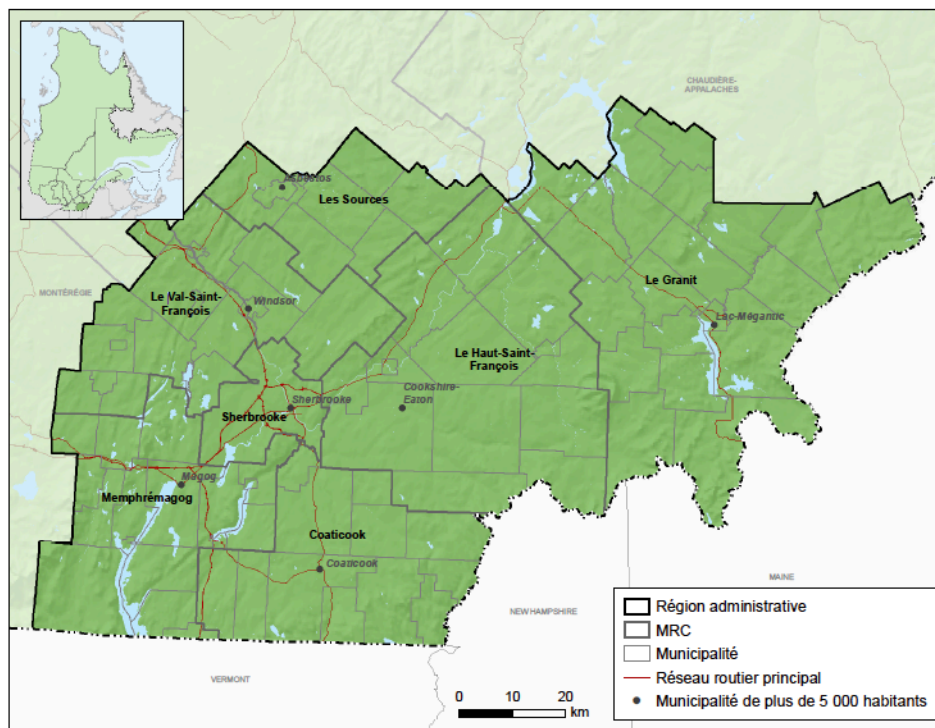 CHAUDIÈRE-
APPALACHES
Asbestos
Les Sources
MONTÉRÉGIE
Le Granit
Le Val-Saint-
François
Windsor
Lac-Mégantic
Le Haut-Saint-
François
Cookshire-
Eaton
Sherbrooke
Sherbrooke
Magog
Memphrémagog
Coaticook
Coaticook
MAINE
NEW HAMPSHIRE
VERMONT
Région administrative
MRC
Municipalité
Réseau routier principal
Municipalité de plus de 5 000 habitants
0 10 20
km